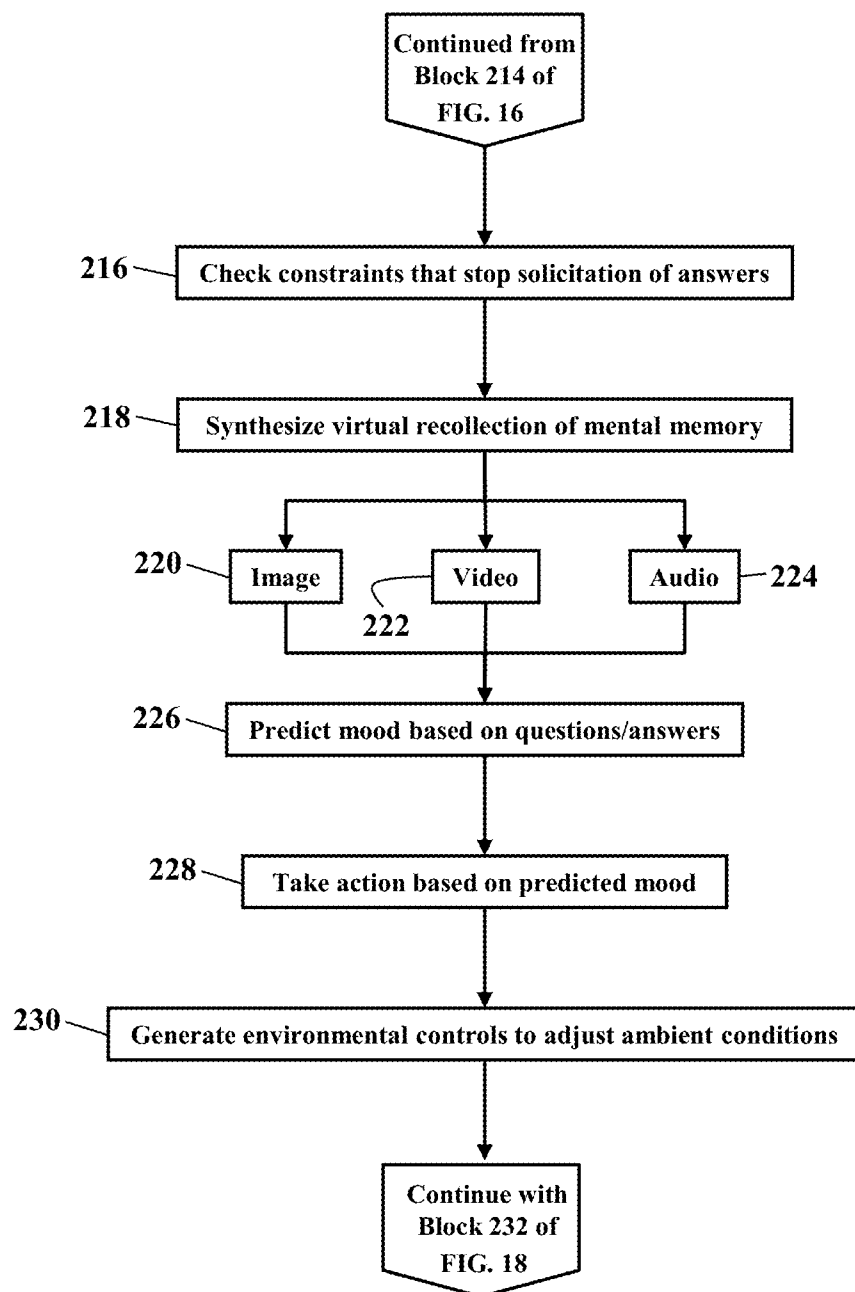 Continued from
Block 214 of
FIG. 16
216
Check constraints that stop solicitation of answers
218
Synthesize virtual recollection of mental memory
220
Image
Video
Audio
224
222
226
Predict mood based on questions/answers
228
Take action based on predicted mood
230
Generate environmental controls to adjust ambient conditions
Continue with
Block 232 of
FIG. 18